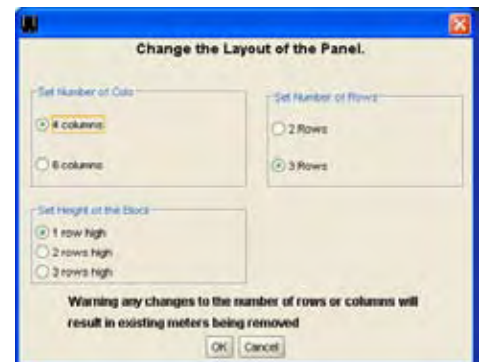 Change the Layout of the Panel.
Set Number of Cols
4 columns
6 columns
Set Number of Rows
2 Rows
3 Rows
Set Height of the Block
1 row high
2 rows high
3 rows high
Warning any changes to the number of rows or columns will
result in existing meters being removed
OK Cancel